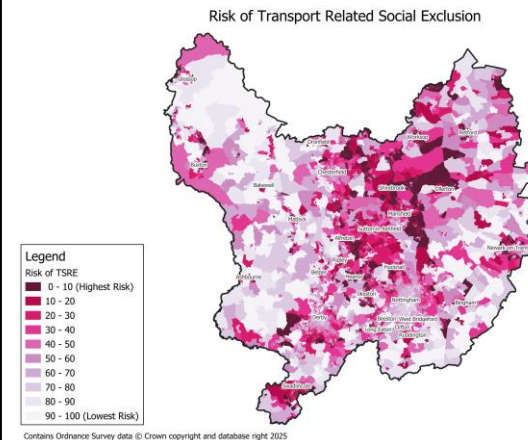 Risk of Transport Related Social Exclusion
Glossop
Worksop
Retford
Dronfield
Buxton
Chesterfield
Bakewell
Shirebrook
Ollerton
Mansfield
Matlock
Sutton in Ashfield
Alfreton
Newark on Trent
Ripley
Hucknall
Ashbourne
Belper
Heanor
Ilkeston
Nottingham
Bingham
Derby
Beeston
West Bridgford
Long Eaton
Clifton
Ruddington
Swadlincote
Legend
Risk of TSRE
0 - 10 (Highest Risk)
10 - 20
20 - 30
30 - 40
40 - 50
50 - 60
60 - 70
70 - 80
80 - 90
90 - 100 (Lowest Risk)
Contains Ordnance Survey data © Crown copyright and database right 2025